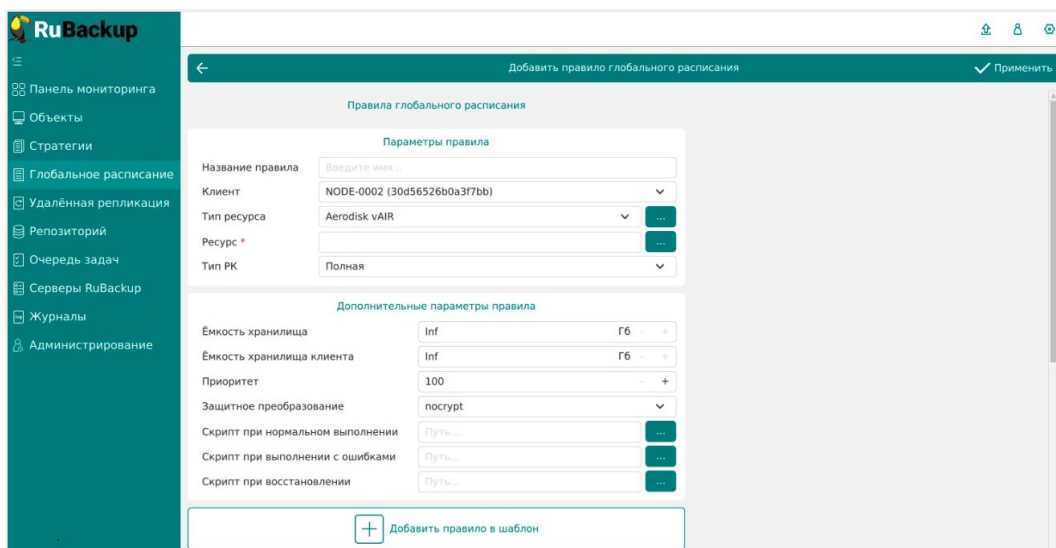 RuBackup
Добавить правило глобального расписания
Применить
Панель мониторинга
Объекты
Стратегии
Глобальное расписание
Удалённая репликация
Репозиторий
Очередь задач
Серверы RuBackup
Журналы
Администрирование
Правила глобального расписания
Параметры правила
Название правила Введите имя ..
Клиент NODE-0002 (30d56526b0a3f7bb)
Тип ресурса Aerodisk vAIR ...
Ресурс * ...
Тип РК Полная
Дополнительные параметры правила
Ёмкость хранилища Inf Гб - +
Ёмкость хранилища клиента Inf Гб - +
Приоритет 100 - +
Защитное преобразование nocrypt
Скрипт при нормальном выполнении Путь... ...
Скрипт при выполнении с ошибками Путь... ...
Скрипт при восстановлении Путь... ...
Добавить правило в шаблон